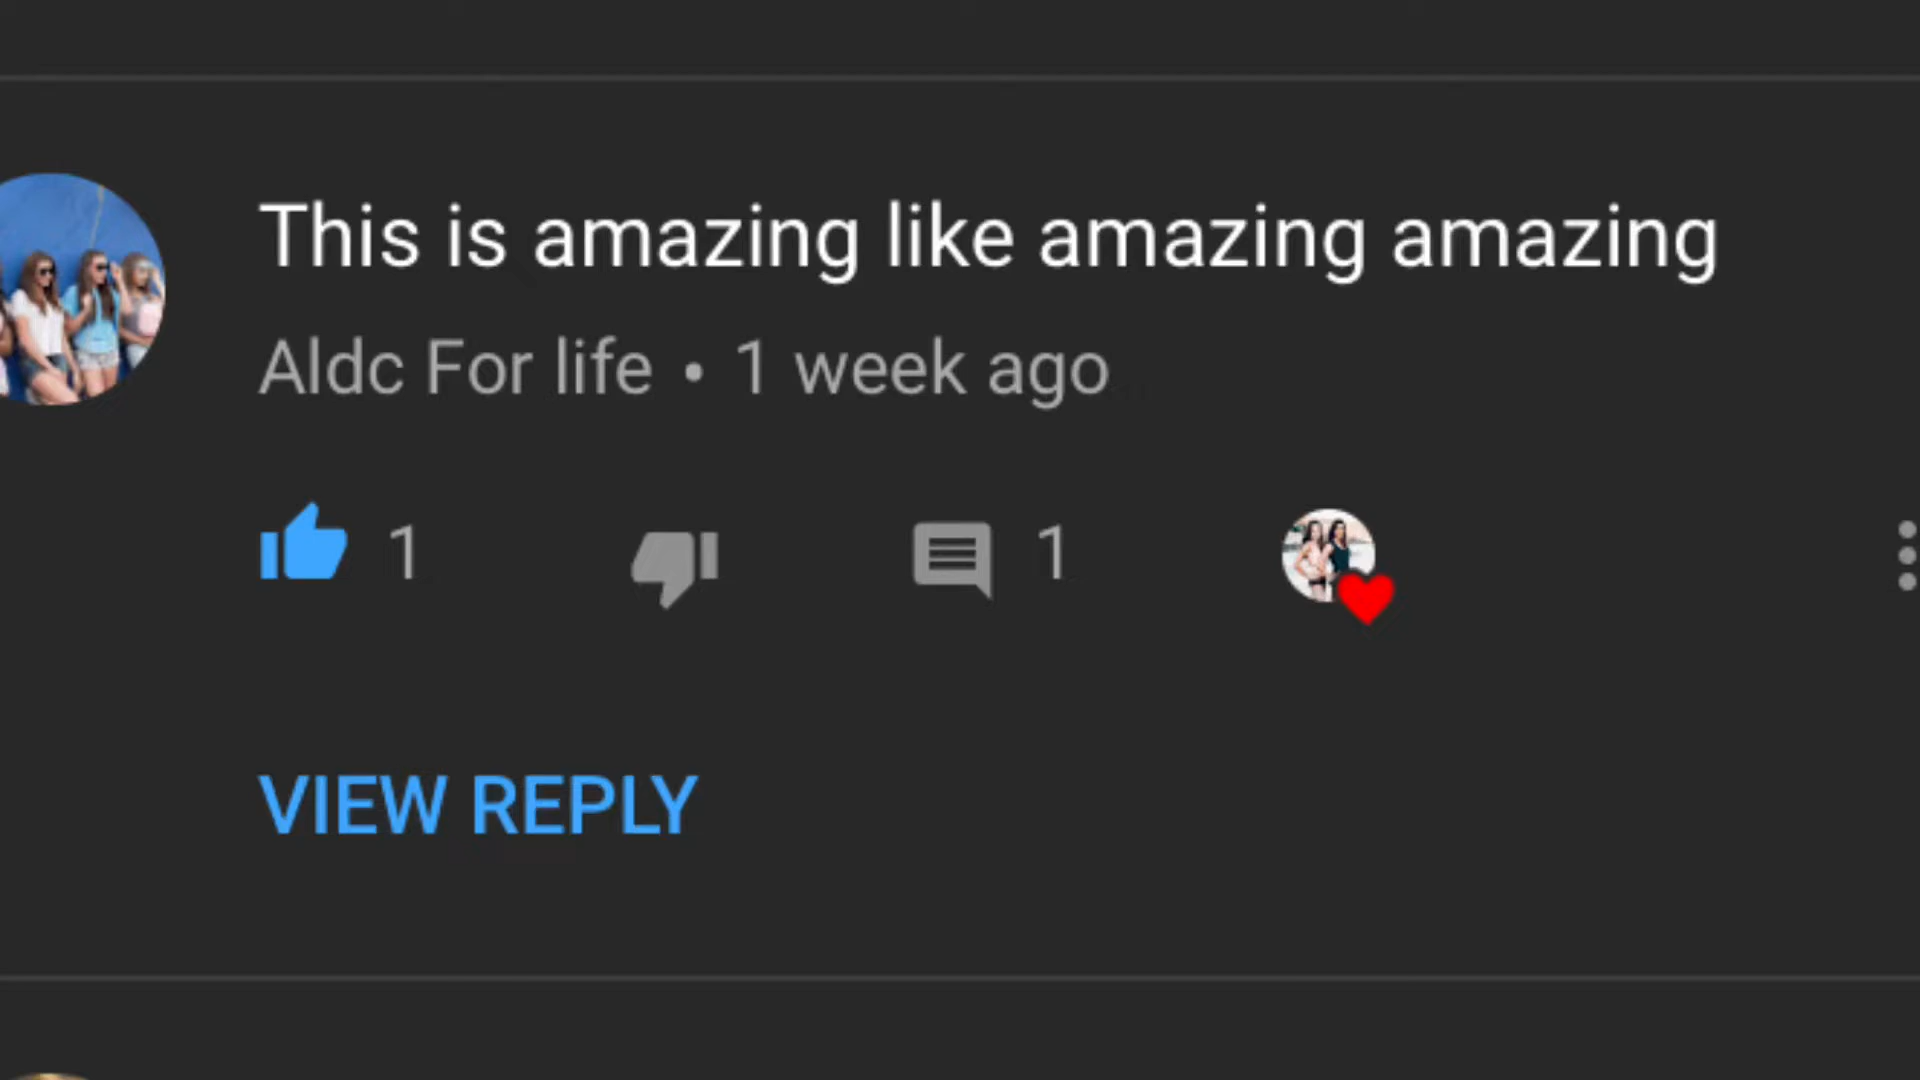 This is amazing like amazing amazing
Aldc For life • 1 week ago
1 1
VIEW REPLY